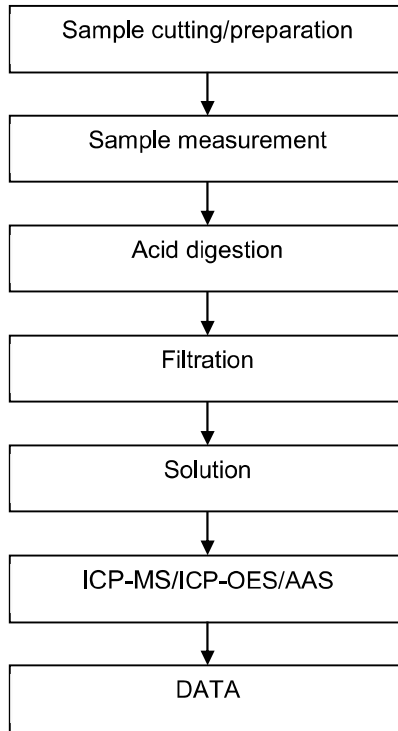 Sample cutting/preparation
Sample measurement
Acid digestion
Filtration
Solution
ICP-MS/ICP-OES/AAS
DATA